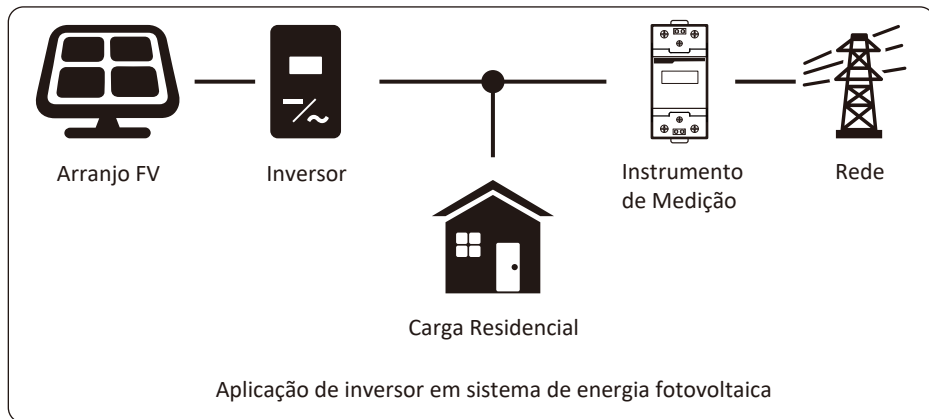 Arranjo FV
Inversor
Instrumento
de Medição
Rede
Carga Residencial
Aplicação de inversor em sistema de energia fotovoltaica